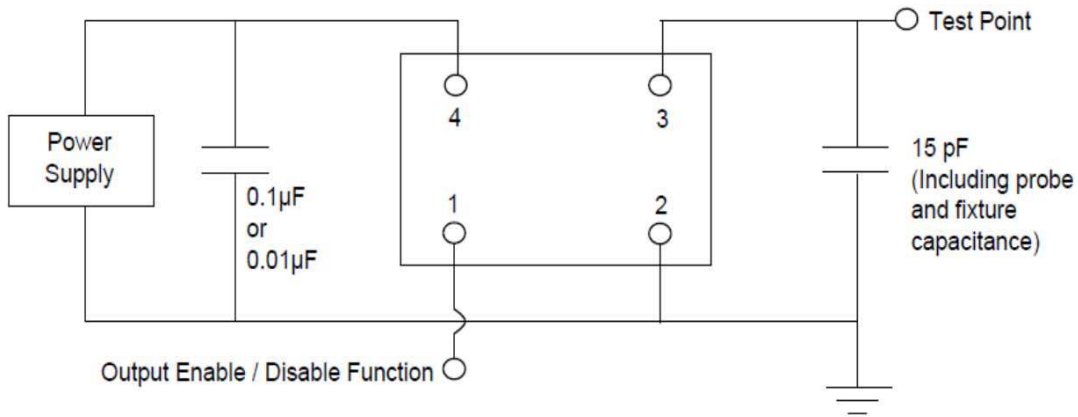 Test Point
4
3
Power
Supply
15 pF
(Including probe
and fixture
capacitance)
0.1µF
or
0.01µF
1
2
Output Enable / Disable Function